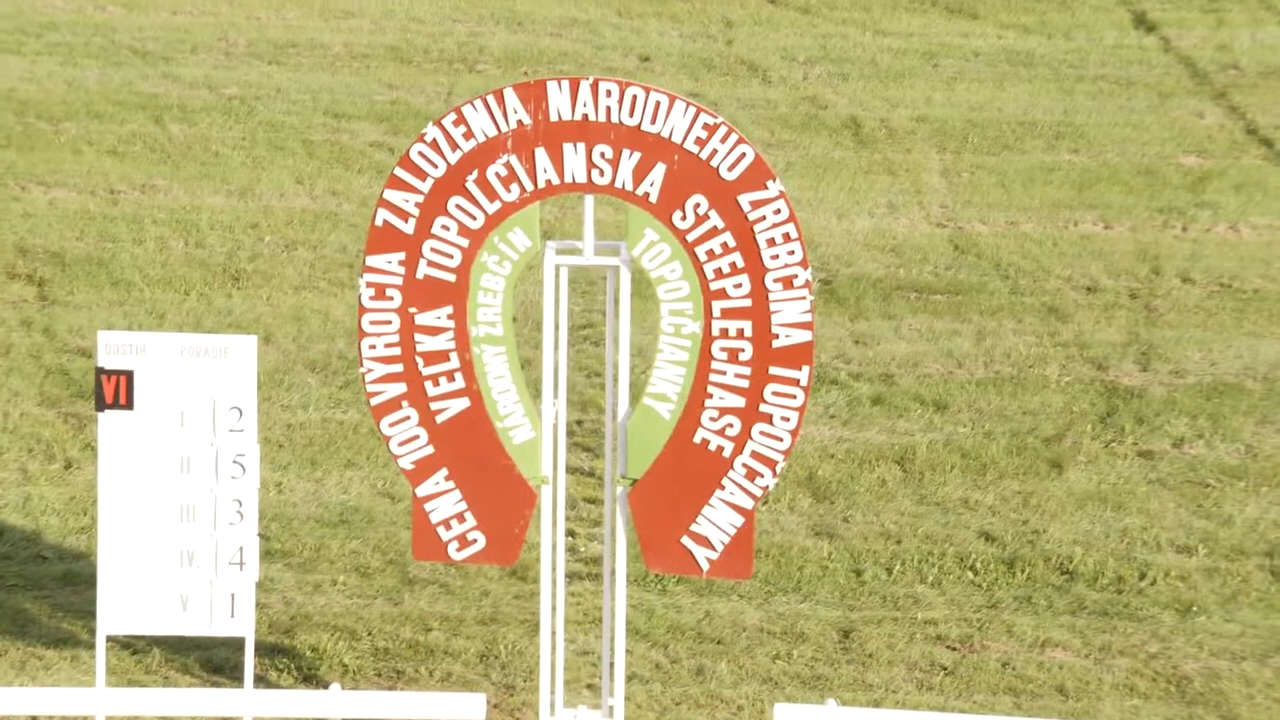 CENA 100.VÝROČIA ZALOŽENIA NÁRODNÉHO ŽREBČÍNA TOPOĽČIANKY
VEĽKÁ TOPOĽČIANSKA STEEPLECHASE
NÁRODNÝ ŽREBČÍN TOPOĽČIANKY
DOSTIH PORADIE
VI
I 2
II 5
III 3
IV. 4
V 1